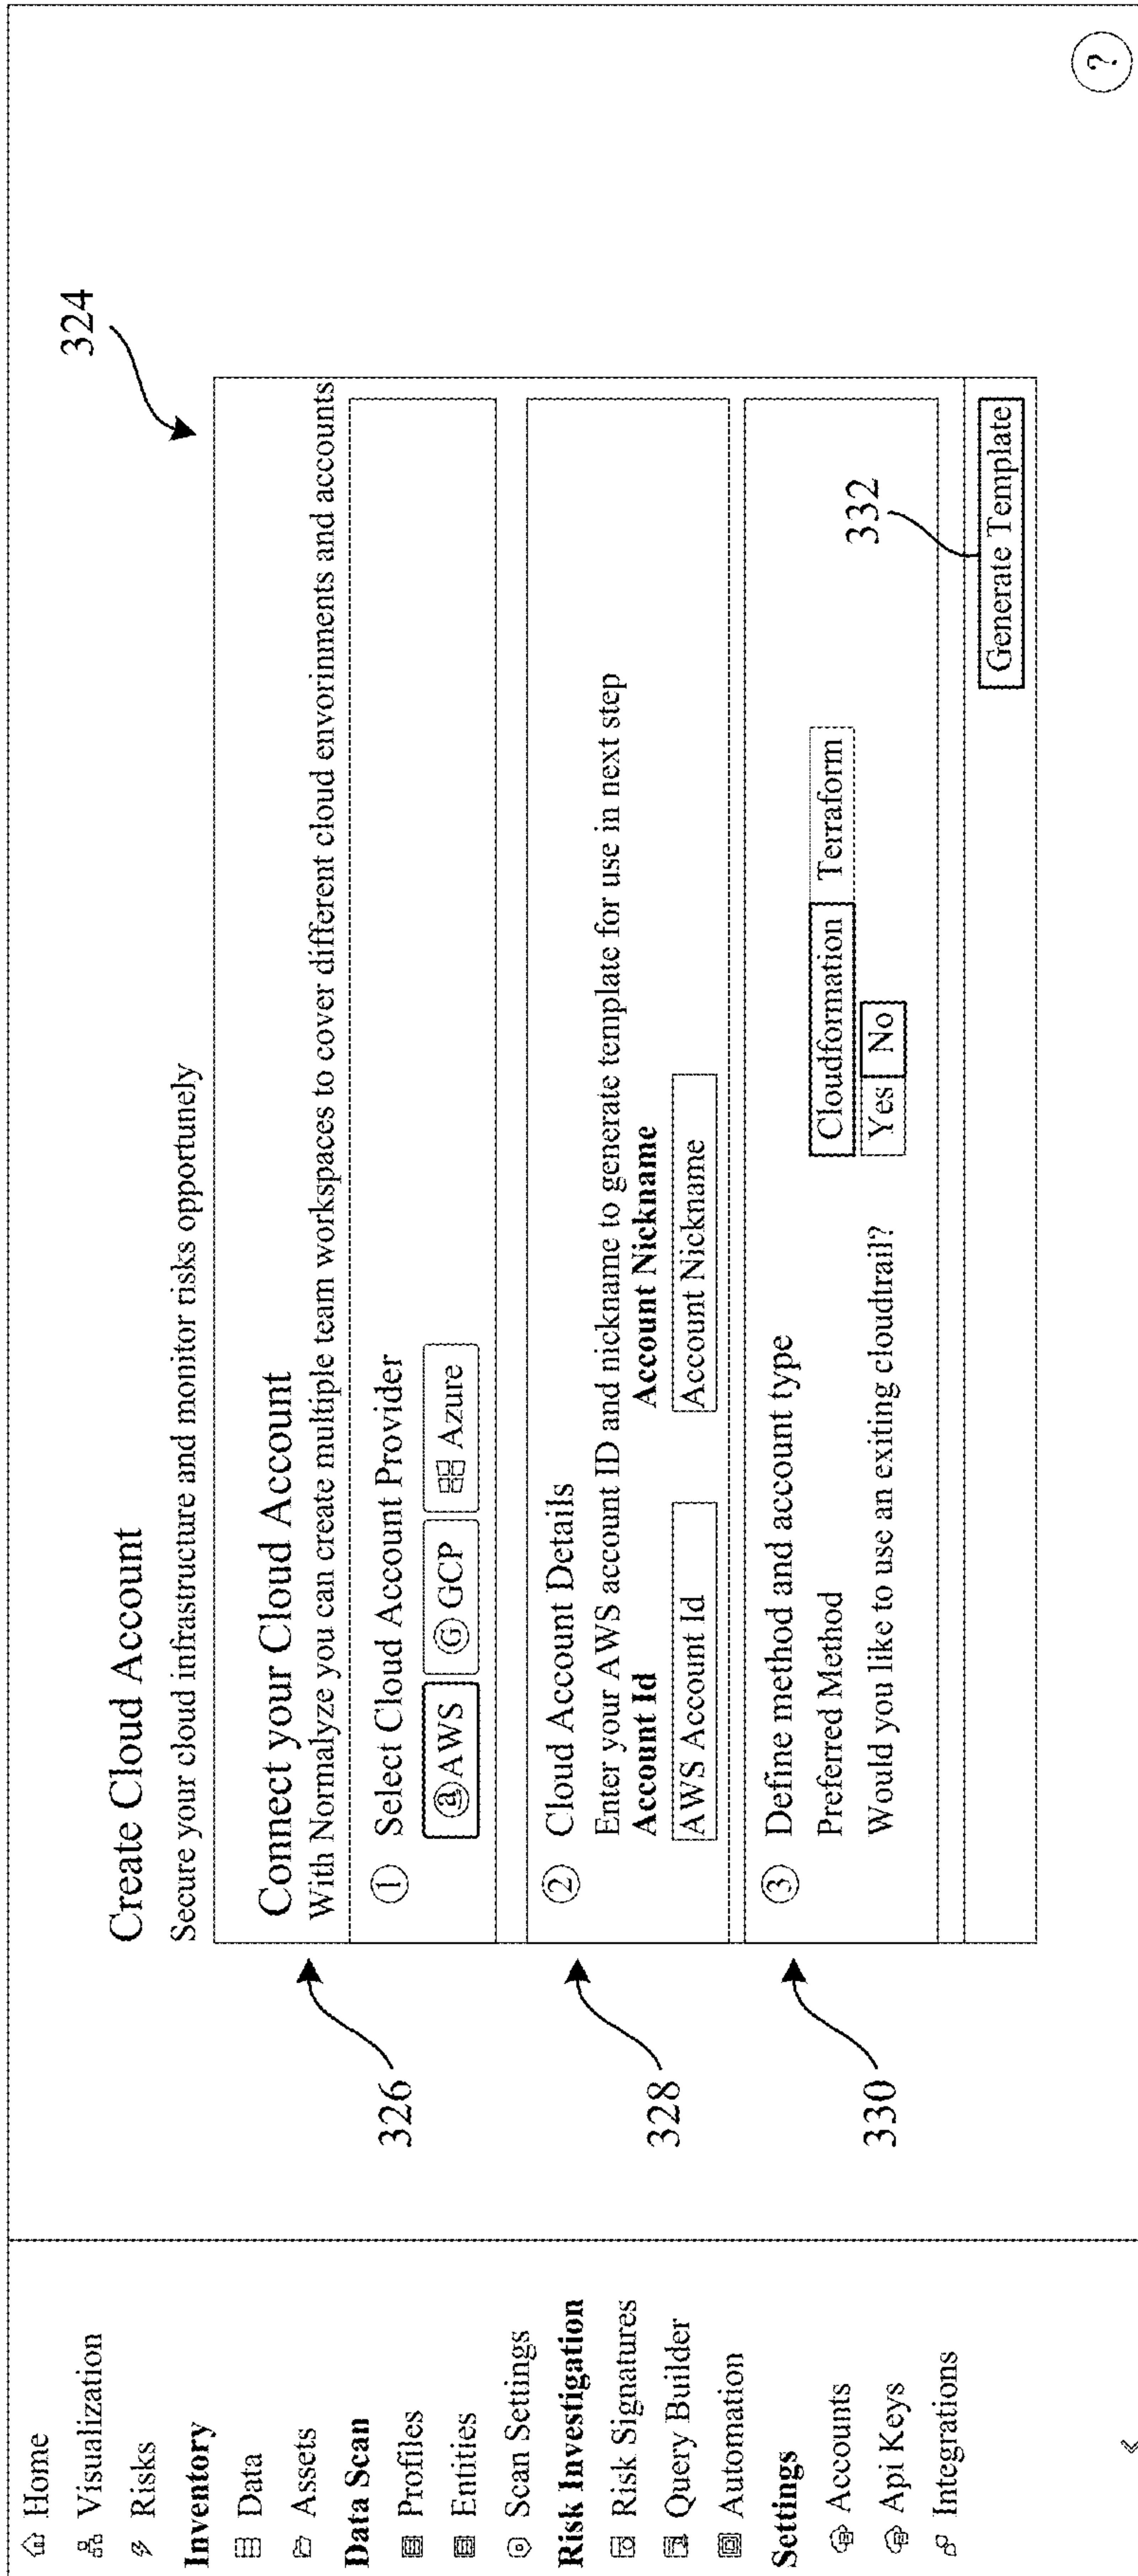 Home
Visualization
Risks
Inventory
Data
Assets
Data Scan
Profiles
Entities
Scan Settings
Risk Investigation
Risk Signatures
Query Builder
Automation
Settings
Accounts
Api Keys
Integrations
«
Create Cloud Account
Secure your cloud infrastructure and monitor risks opportunely
324
Connect your Cloud Account
With Normalyze you can create multiple team workspaces to cover different cloud envorinments and accounts
326
1 Select Cloud Account Provider
@ AWS G GCP Azure
328
2 Cloud Account Details
Enter your AWS account ID and nickname to generate template for use in next step
Account Id Account Nickname
AWS Account Id Account Nickname
330
3 Define method and account type
Preferred Method Cloudformation Terraform
Would you like to use an exiting cloudtrail? Yes No
332
Generate Template
?